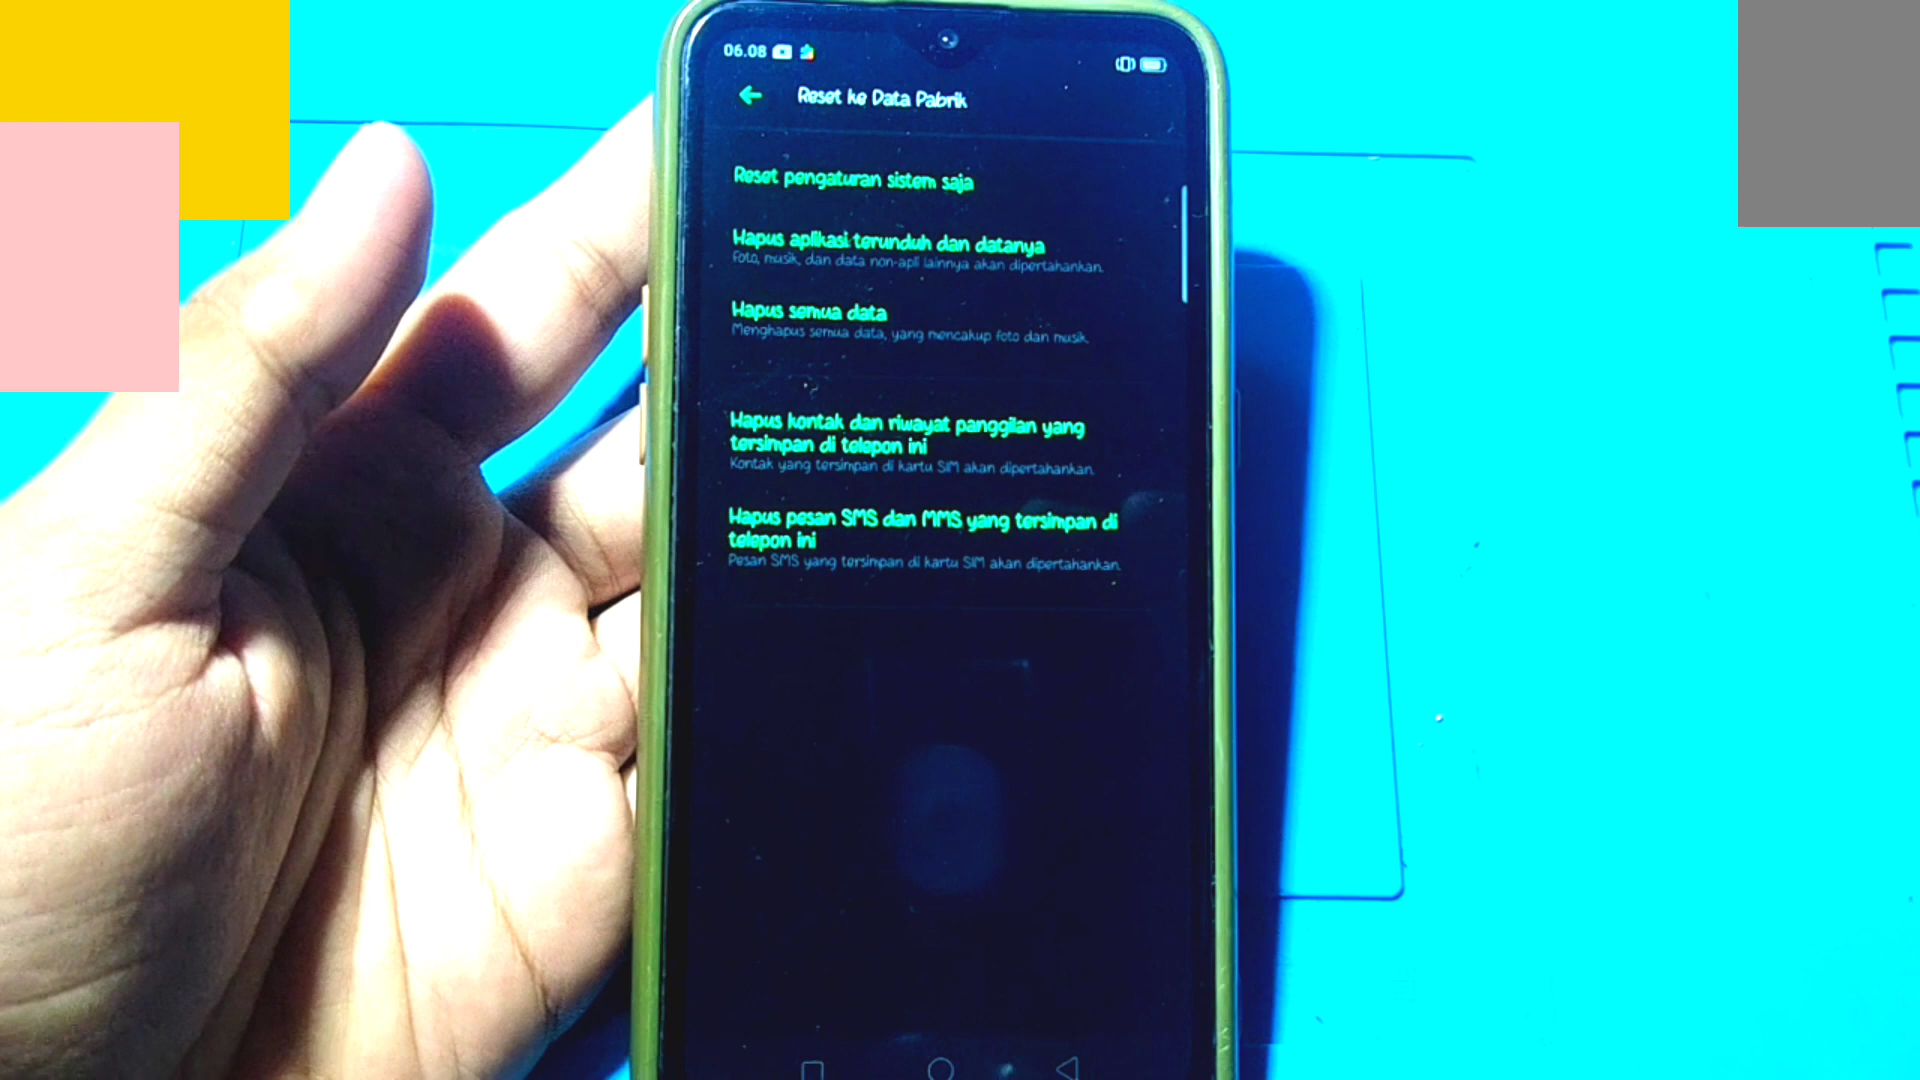 06.08
Reset ke Data Pabrik
Reset pengaturan sistem saja
Hapus aplikasi terunduh dan datanya
Foto, musik, dan data non-apli lainnya akan dipertahankan.
Hapus semua data
Menghapus semua data, yang mencakup foto dan musik.
Hapus kontak dan riwayat panggilan yang
tersimpan di telepon ini
Kontak yang tersimpan di kartu SIM akan dipertahankan.
Hapus pesan SMS dan MMS yang tersimpan di
telepon ini
Pesan SMS yang tersimpan di kartu SIM akan dipertahankan.